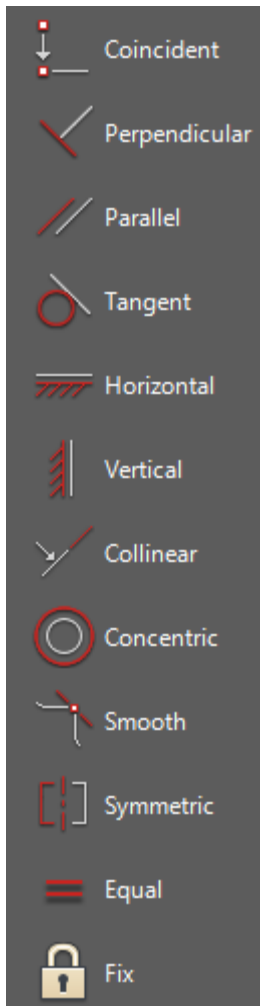 Coincident
Perpendicular
Parallel
Tangent
Horizontal
Vertical
Collinear
Concentric
Smooth
Symmetric
Equal
Fix